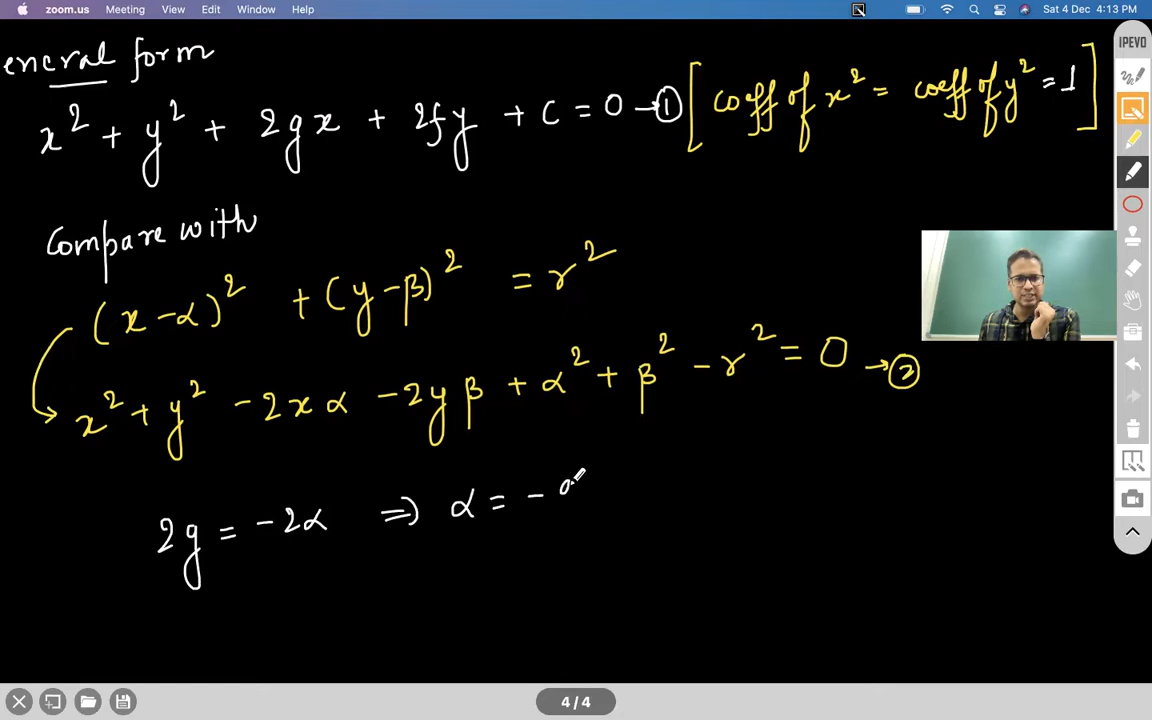 zoom.us Meeting View Edit Window Help Sat 4 Dec 4:13 PM
IPEVO
eneral form
x² + y² + 2gx + 2fy + c = 0 → ① [coeff of x² = coeff of y² = 1]
Compare with
(x-α)² + (y-β)² = r²
x² + y² - 2xα - 2yβ + α² + β² - r² = 0 → ②
2g = -2α ⇒ α = -
4 / 4